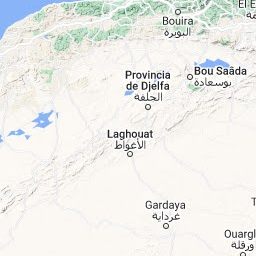 El-E
Bouira
البويرة
Bou Saâda
بوسعادة
Provincia
de Djelfa
الجلفة
Laghouat
الأغواط
Gardaya
غرداية
Ouargl
ورقلة